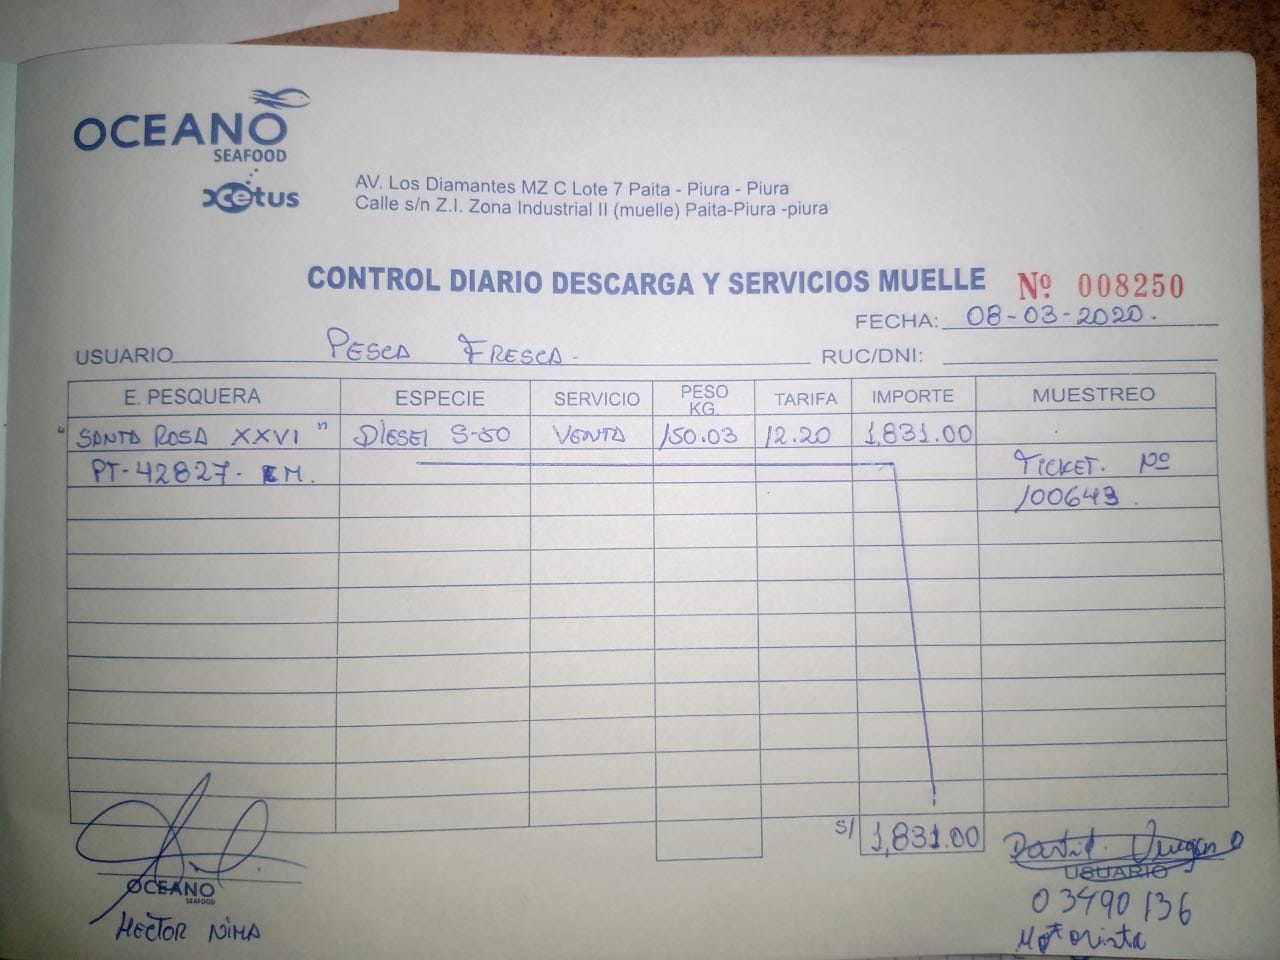 OCEANO
SEAFOOD
xcetus
AV. Los Diamantes MZ C Lote 7 Paita - Piura - Piura
Calle s/n Z.I. Zona Industrial II (muelle) Paita-Piura -piura
CONTROL DIARIO DESCARGA Y SERVICIOS MUELLE Nº 008250
FECHA: 08-03-2020.
USUARIO PESCA FRESCA. RUC/DNI:
E. PESQUERA ESPECIE SERVICIO PESO KG. TARIFA IMPORTE MUESTREO
"SANTA ROSA XXVI" DIESEl S-50 VENTA 150.03 12.20 1,831.00
PT-42827- EM. TICKET. Nº
100643.
S/ 1,831.00
David
USUARIO
OCEANO
SEAFOOD
03490136
HECTOR NIMA
Motorista